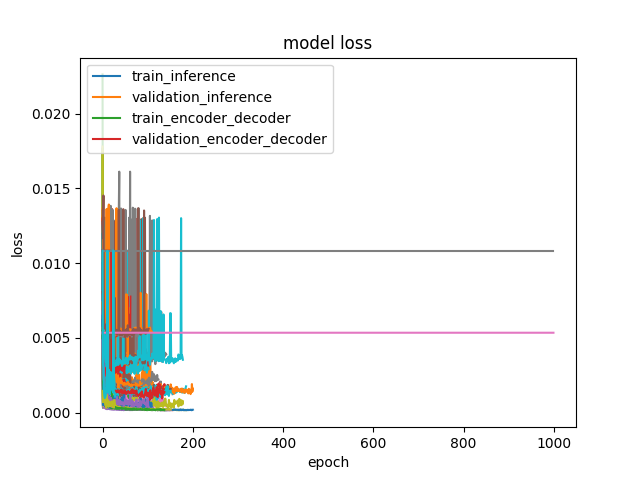 model loss
train_inference
validation_inference
train_encoder_decoder
validation_encoder_decoder
loss
0.020
0.015
0.010
0.005
0.000
0 200 400 600 800 1000
epoch